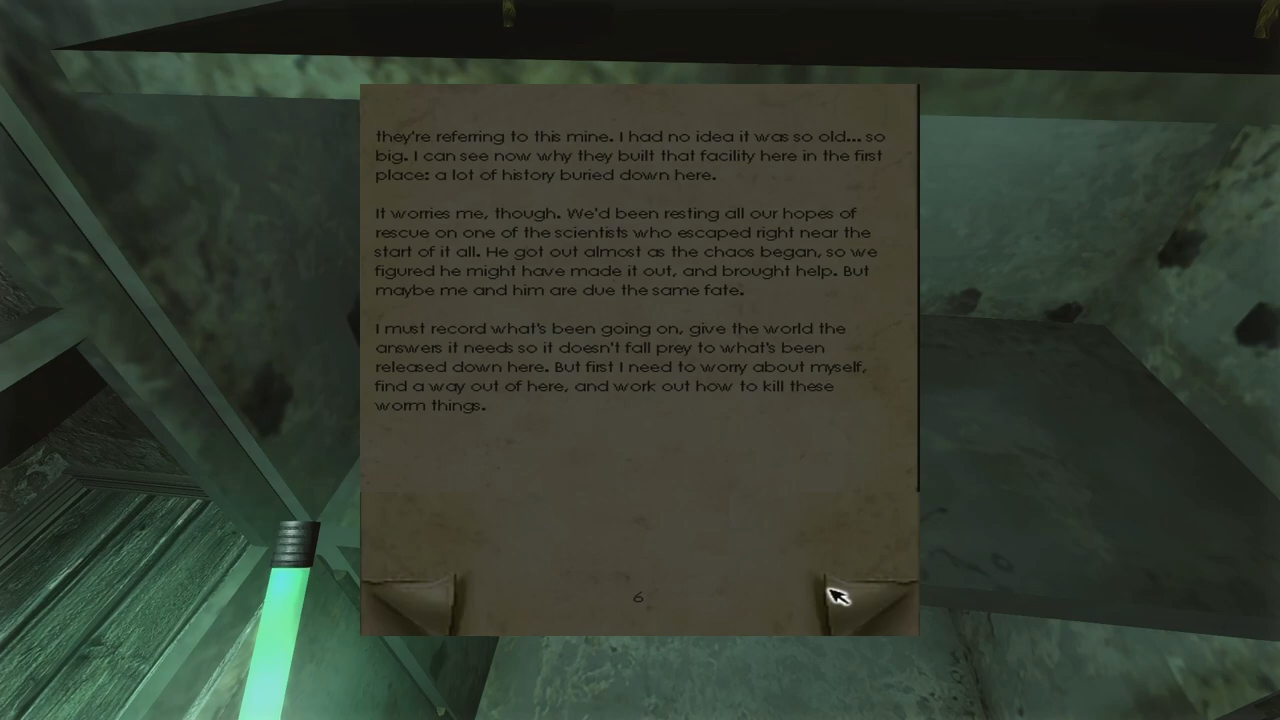 they're referring to this mine. I had no idea it was so old... so
big. I can see now why they built that facility here in the first
place: a lot of history buried down here.
It worries me, though. We'd been resting all our hopes of
rescue on one of the scientists who escaped right near the
start of it all. He got out almost as the chaos began, so we
figured he might have made it out, and brought help. But
maybe me and him are due the same fate.
I must record what's been going on, give the world the
answers it needs so it doesn't fall prey to what's been
released down here. But first I need to worry about myself,
find a way out of here, and work out how to kill these
worm things.
6